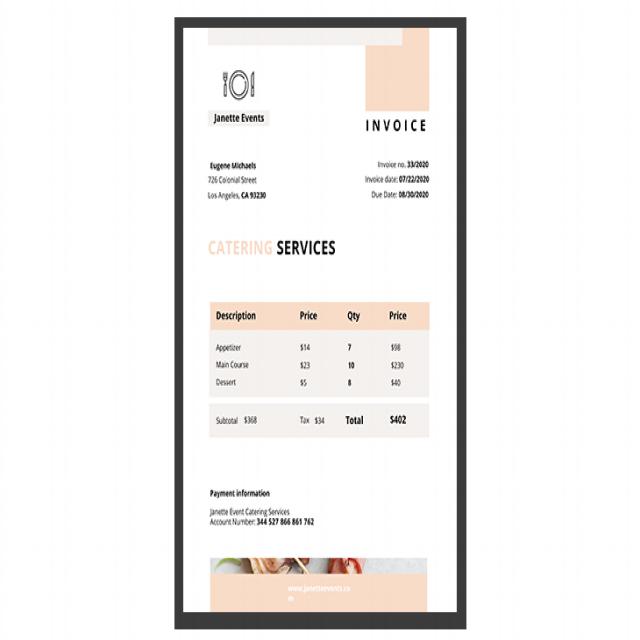 Janette Events
INVOICE
Eugene Michaels
726 Colonial Street
Los Angeles, CA 93230
Invoice no. 33/2020
Invoice date: 07/22/2020
Due Date: 08/30/2020
CATERING SERVICES
Description Price Qty Price
Appetizer $14 7 $98
Main Course $23 10 $230
Dessert $5 8 $40
Subtotal $368 Tax $34 Total $402
Payment information
Janette Event Catering Services
Account Number: 344 527 866 861 762
www.janetteevents.co
m